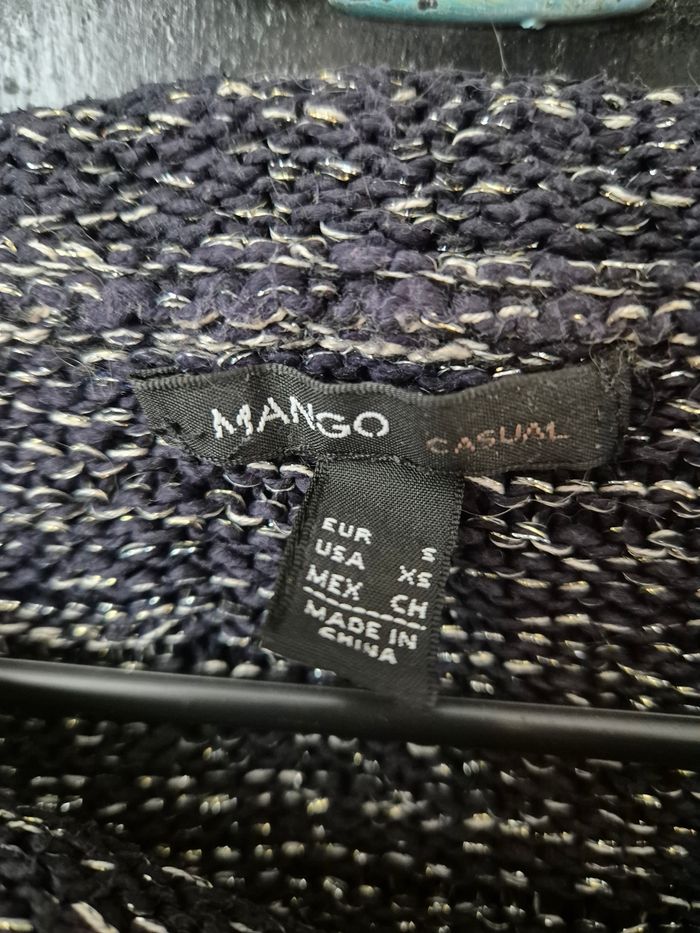 MANGO CASUAL
EUR S
USA XS
MEX CH
MADE IN
CHINA